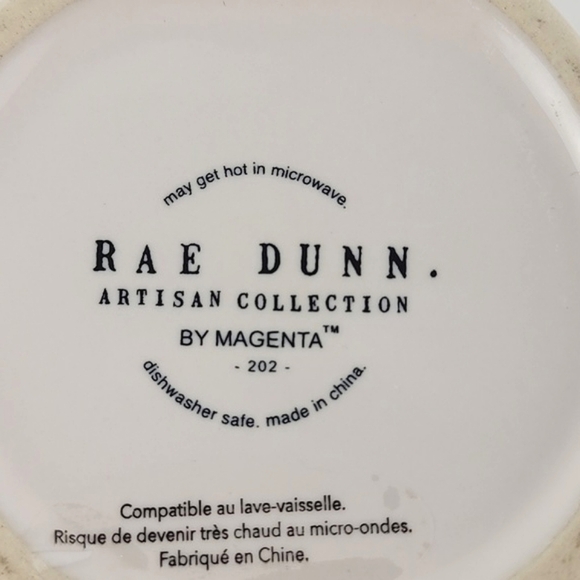 may get hot in microwave.
RAE DUNN.
ARTISAN COLLECTION
BY MAGENTA™
- 202 -
dishwasher safe. made in china.
Compatible au lave-vaisselle.
Risque de devenir très chaud au micro-ondes.
Fabriqué en Chine.